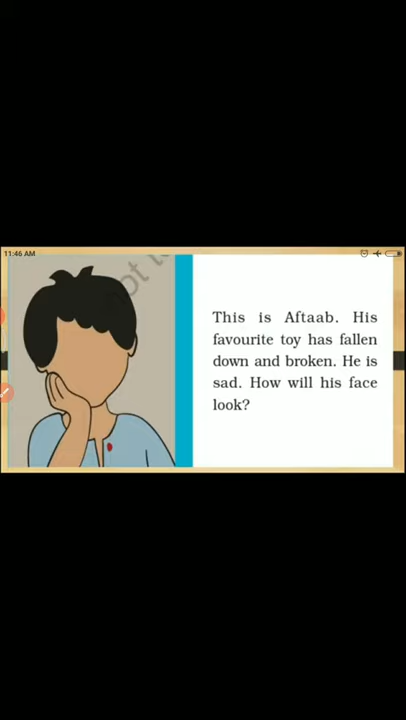 11:46 AM
ot t
This is Aftaab. His
favourite toy has fallen
down and broken. He is
sad. How will his face
look?